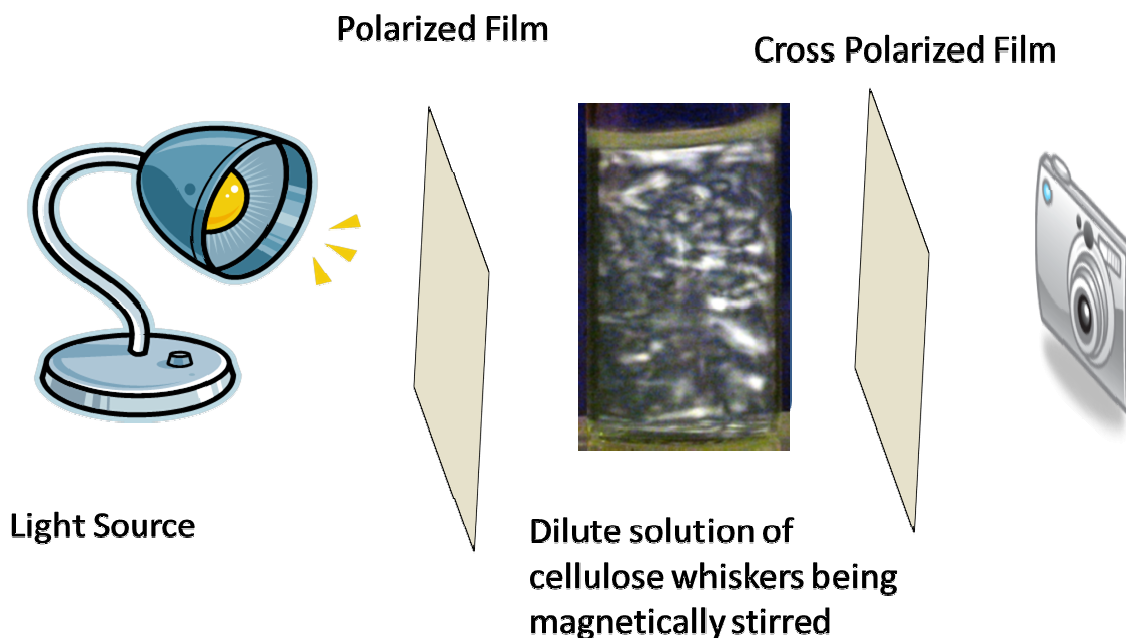 Polarized Film
Cross Polarized Film
Light Source
Dilute solution of
cellulose whiskers being
magnetically stirred